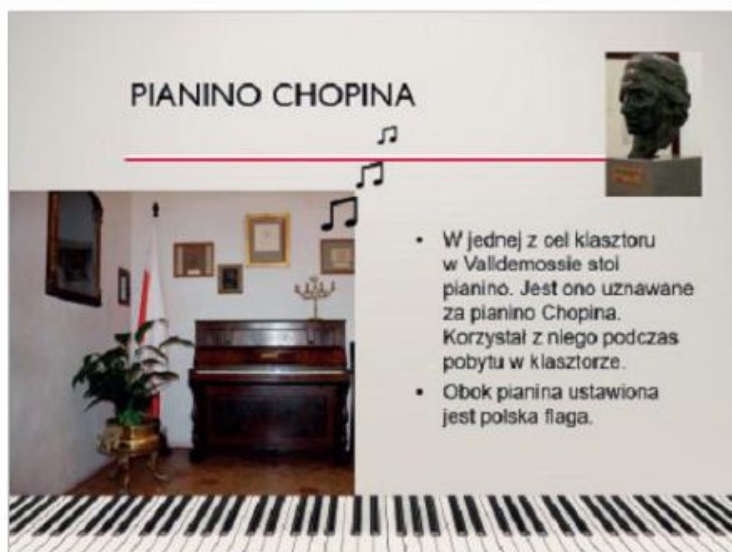 PIANINO CHOPINA
• W jednej z cel klasztoru
w Valldemossie stoi
pianino. Jest ono uznawane
za pianino Chopina.
Korzystał z niego podczas
pobytu w klasztorze.
• Obok pianina ustawiona
jest polska flaga.